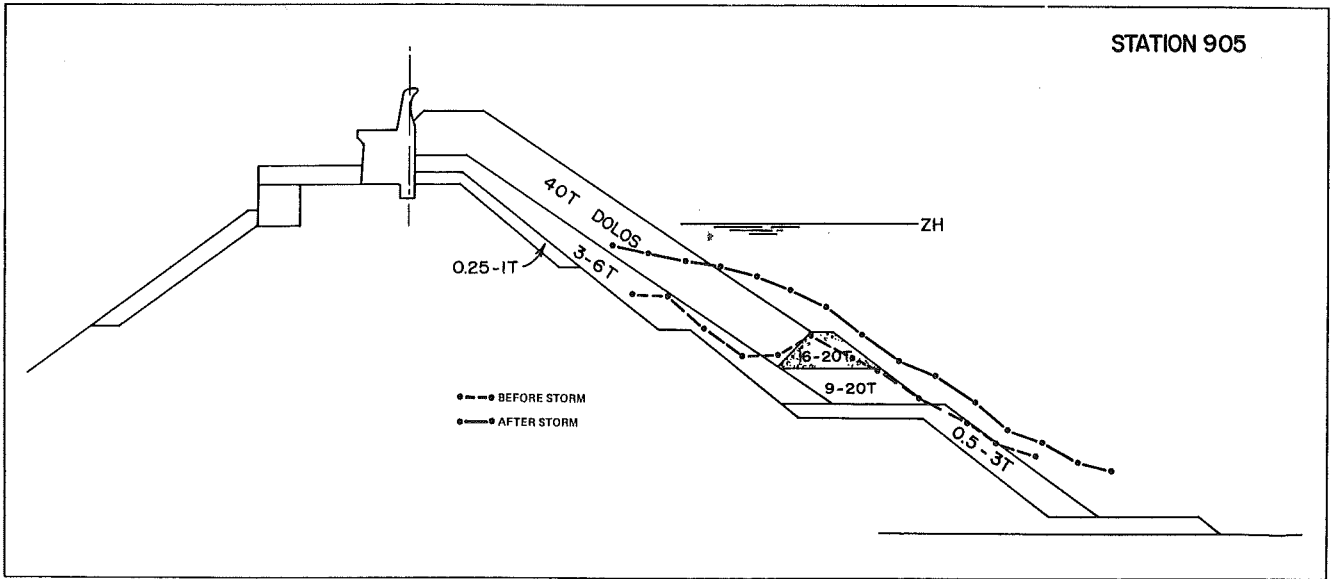 STATION 905
ZH
40T DOLOS
3-6T
0.25-1T
16-20T
9-20T
0.5-3T
BEFORE STORM
AFTER STORM